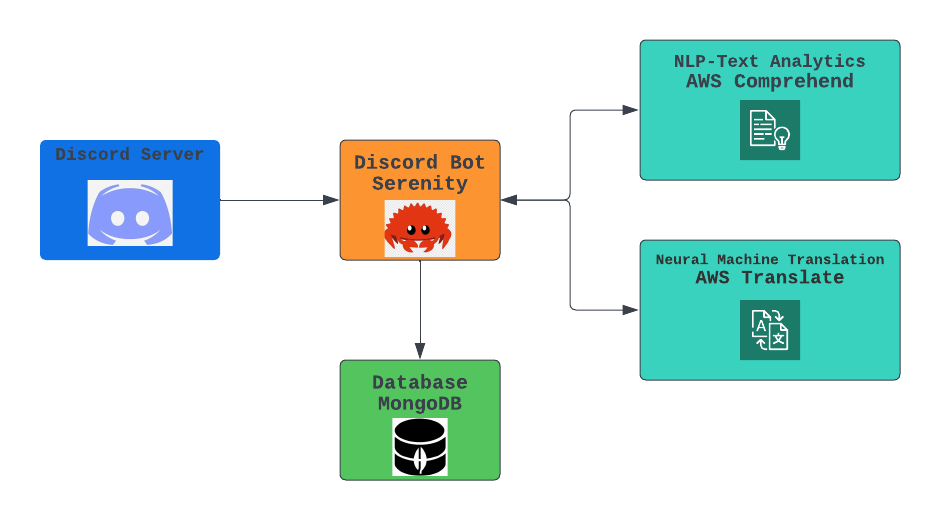 Discord Server
Discord Bot
Serenity
Database
MongoDB
NLP-Text Analytics
AWS Comprehend
Neural Machine Translation
AWS Translate
A
文